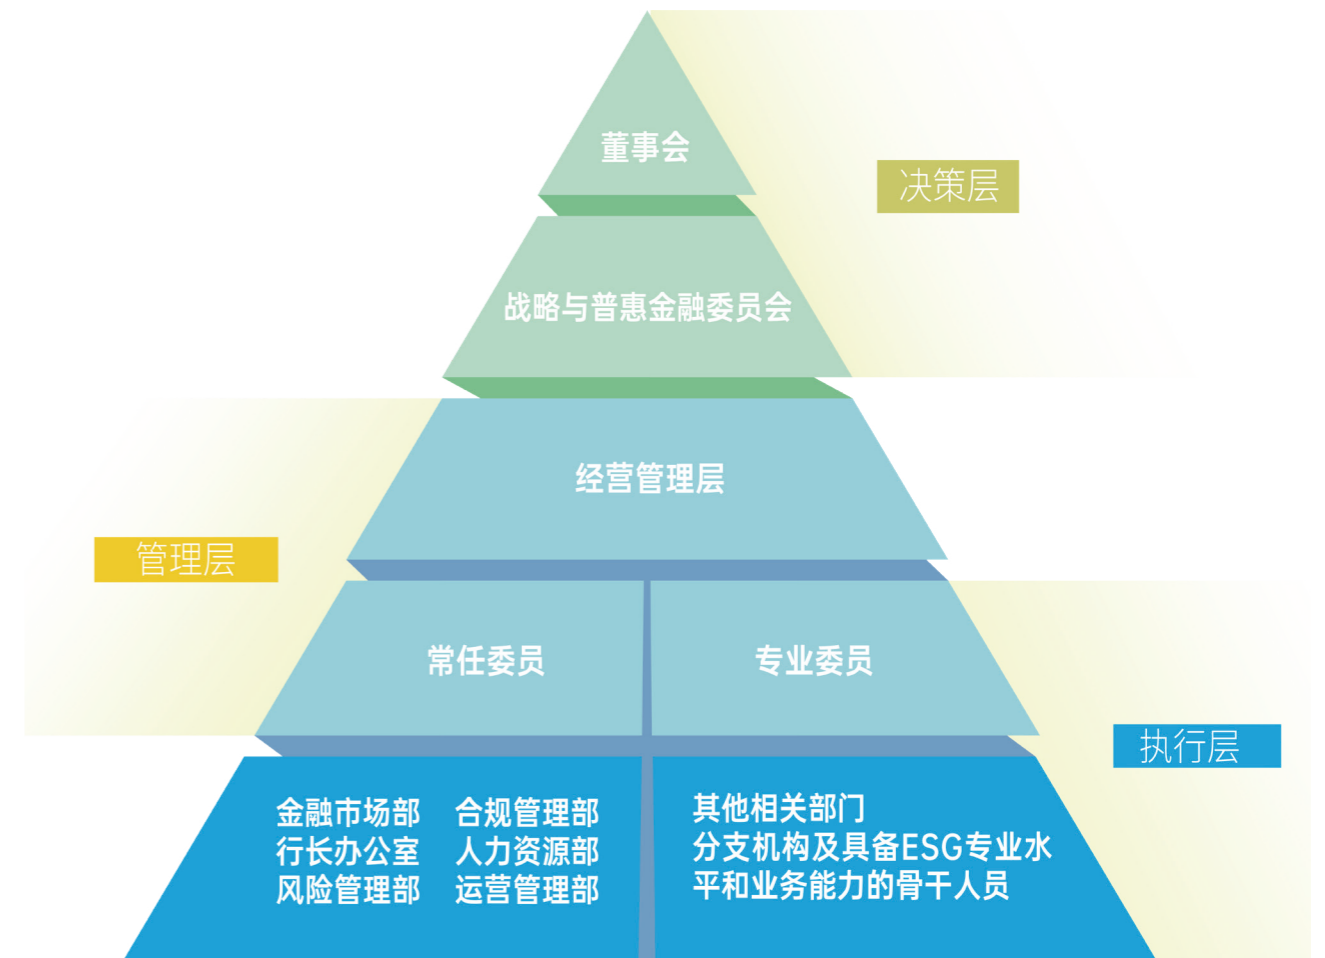 董事会
决策层
战略与普惠金融委员会
经营管理层
管理层
常任委员
专业委员
执行层
金融市场部 合规管理部
行长办公室 人力资源部
风险管理部 运营管理部
其他相关部门
分支机构及具备ESG专业水
平和业务能力的骨干人员